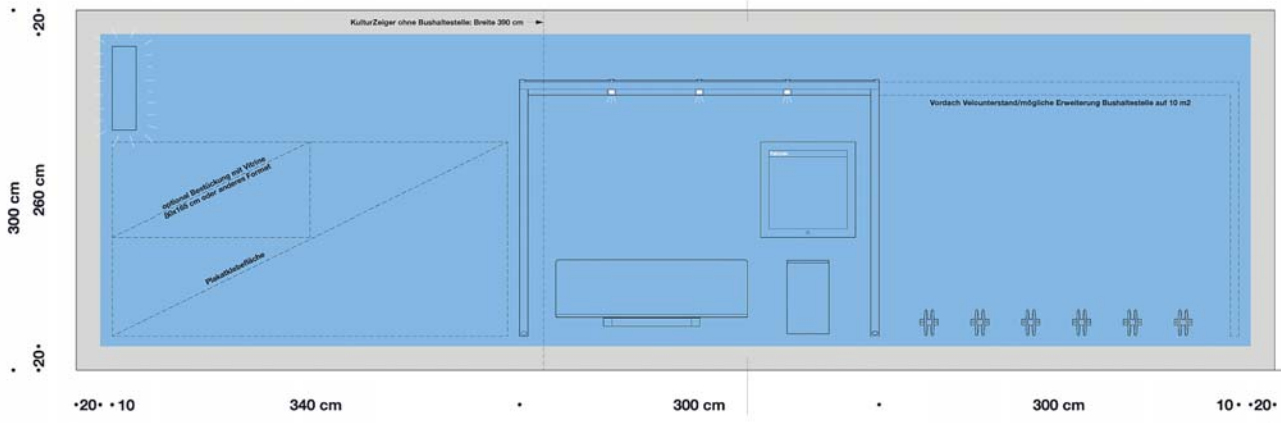 KulturZeiger ohne Bushaltestelle: Breite 390 cm
Vordach Velounterstand/mögliche Erweiterung Bushaltestelle auf 10 m2
optional Bestückung mit Vitrine
80x165 cm oder anderes Format
Plakatklebefläche
·20·
300 cm
260 cm
·20·
·20· · 10
340 cm
300 cm
300 cm
10 · ·20·